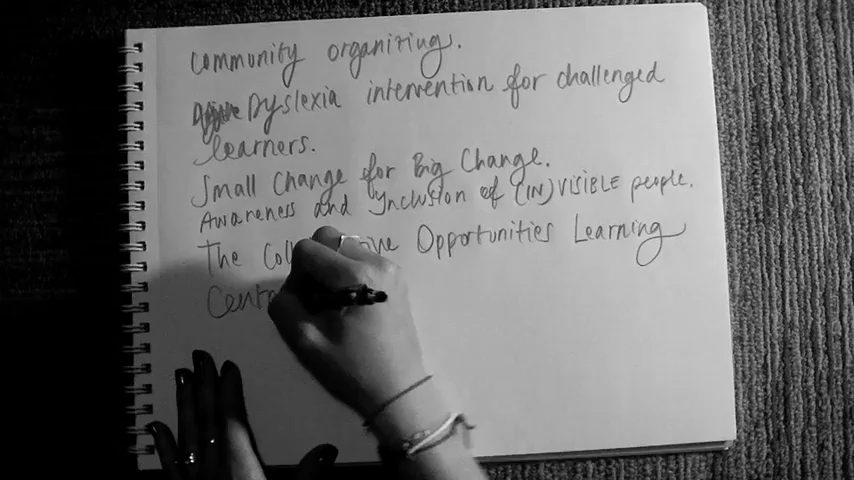 Community organizing.
Dyslexia intervention for challenged
learners.
Small Change for Big Change.
Awareness and Inclusion of (IN)VISIBLE people.
The Opportunities Learning